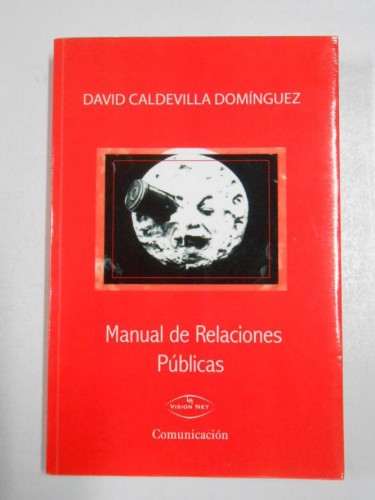 DAVID CALDEVILLA DOMÍNGUEZ
Manual de Relaciones
Públicas
VISION NET
Comunicación